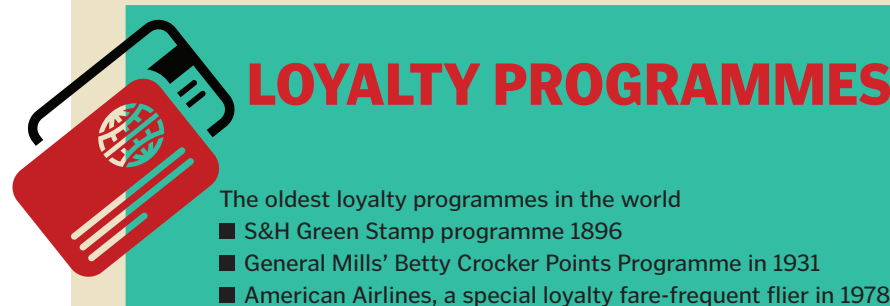 LOYALTY PROGRAMMES
The oldest loyalty programmes in the world
■ S&H Green Stamp programme 1896
■ General Mills' Betty Crocker Points Programme in 1931
■ American Airlines, a special loyalty fare-frequent flier in 1978